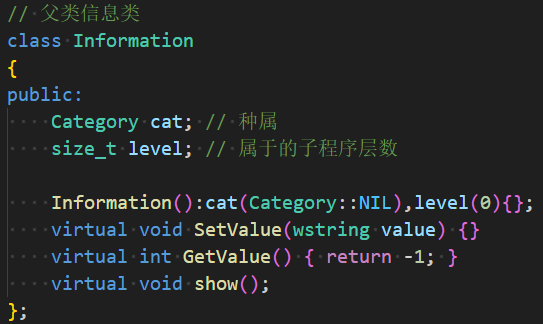 // 父类信息类
class Information
{
public:
    Category cat; // 种属
    size_t level; // 属于的子程序层数

    Information():cat(Category::NIL),level(0){};
    virtual void SetValue(wstring value) {}
    virtual int GetValue() { return -1; }
    virtual void show();
};